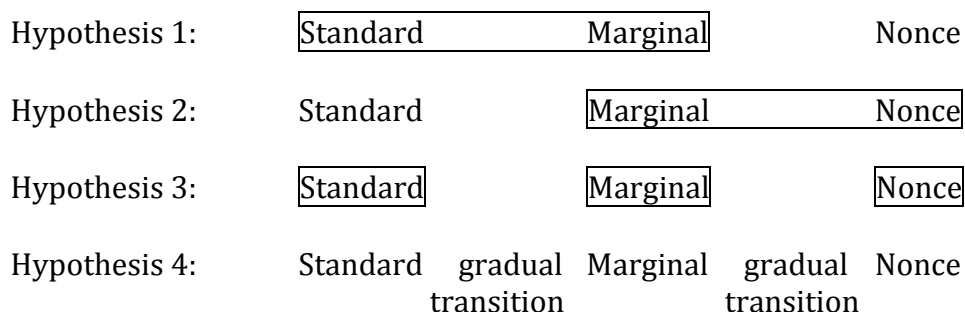 Hypothesis 1: Standard Marginal Nonce
Hypothesis 2: Standard Marginal Nonce
Hypothesis 3: Standard Marginal Nonce
Hypothesis 4: Standard gradual Marginal gradual Nonce
transition transition